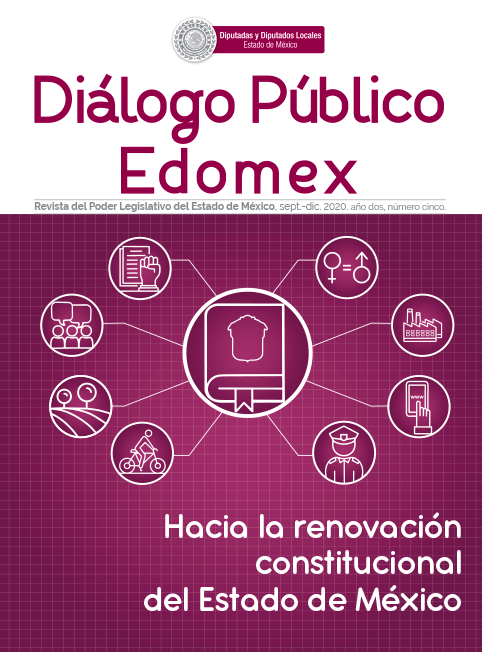 Diputadas y Diputados Locales
Estado de México
Diálogo Público
Edomex
Revista del Poder Legislativo del Estado de México, sept.-dic. 2020. año dos, número cinco.
www
Hacia la renovación
constitucional
del Estado de México